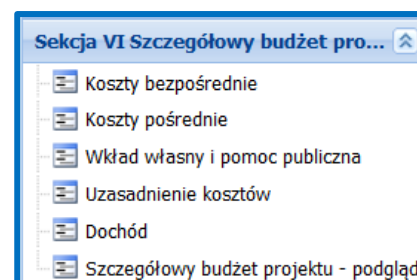 Sekcja VI Szczegółowy budżet pro...
Koszty bezpośrednie
Koszty pośrednie
Wkład własny i pomoc publiczna
Uzasadnienie kosztów
Dochód
Szczegółowy budżet projektu - podgląd